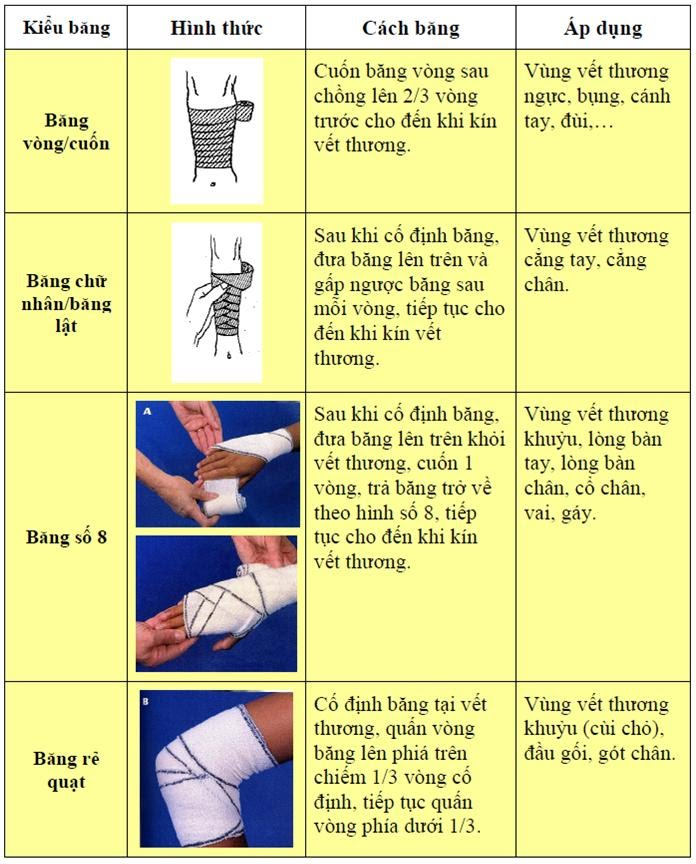 Kiểu băng
Hình thức
Cách băng
Áp dụng
Băng
vòng/cuốn
Cuốn băng vòng sau
chồng lên 2/3 vòng
trước cho đến khi kín
vết thương.
Vùng vết thương
ngực, bụng, cánh
tay, đùi,…
Băng chữ
nhân/băng
lật
Sau khi cố định băng,
đưa băng lên trên và
gấp ngược băng sau
mỗi vòng, tiếp tục cho
đến khi kín vết
thương.
Vùng vết thương
cẳng tay, cẳng
chân.
Băng số 8
A
Sau khi cố định băng,
đưa băng lên trên khỏi
vết thương, cuốn 1
vòng, trả băng trở về
theo hình số 8, tiếp
tục cho đến khi kín
vết thương.
Vùng vết thương
khuỷu, lòng bàn
tay, lòng bàn
chân, cổ chân,
vai, gáy.
Băng rẻ
quạt
B
Cố định băng tại vết
thương, quấn vòng
băng lên phiá trên
chiếm 1/3 vòng cố
định, tiếp tục quấn
vòng phía dưới 1/3.
Vùng vết thương
khuỷu (cùi chỏ),
đầu gối, gót chân.